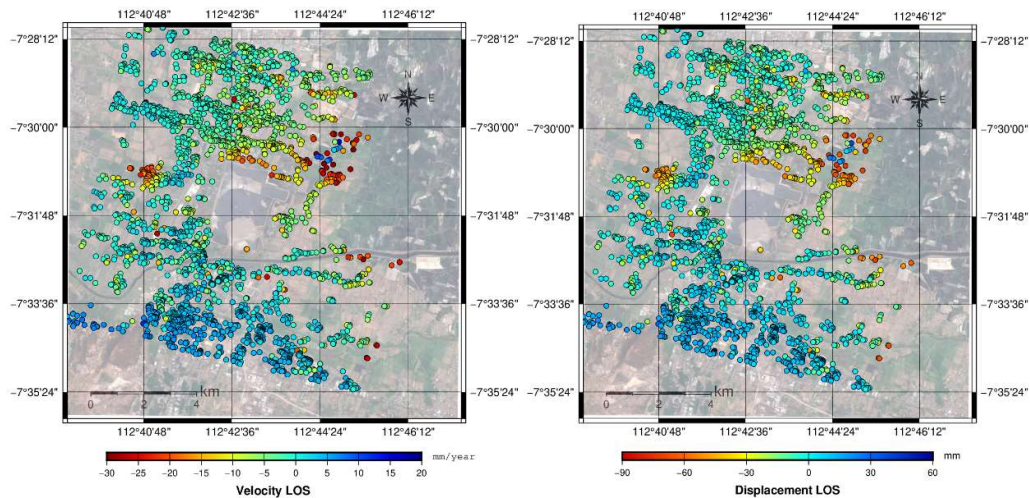 112°40'48" 112°42'36" 112°44'24" 112°46'12"
-7°28'12" -7°28'12"
-7°30'00" -7°30'00"
-7°31'48" -7°31'48"
-7°33'36" -7°33'36"
-7°35'24" -7°35'24"
N
W E
S
km
0 2 4
112°40'48" 112°42'36" 112°44'24" 112°46'12"
mm/year
-30 -25 -20 -15 -10 -5 0 5 10 15 20
Velocity LOS
112°40'48" 112°42'36" 112°44'24" 112°46'12"
-7°28'12" -7°28'12"
-7°30'00" -7°30'00"
-7°31'48" -7°31'48"
-7°33'36" -7°33'36"
-7°35'24" -7°35'24"
N
W E
S
km
0 2 4
112°40'48" 112°42'36" 112°44'24" 112°46'12"
mm
-90 -60 -30 0 30 60
Displacement LOS